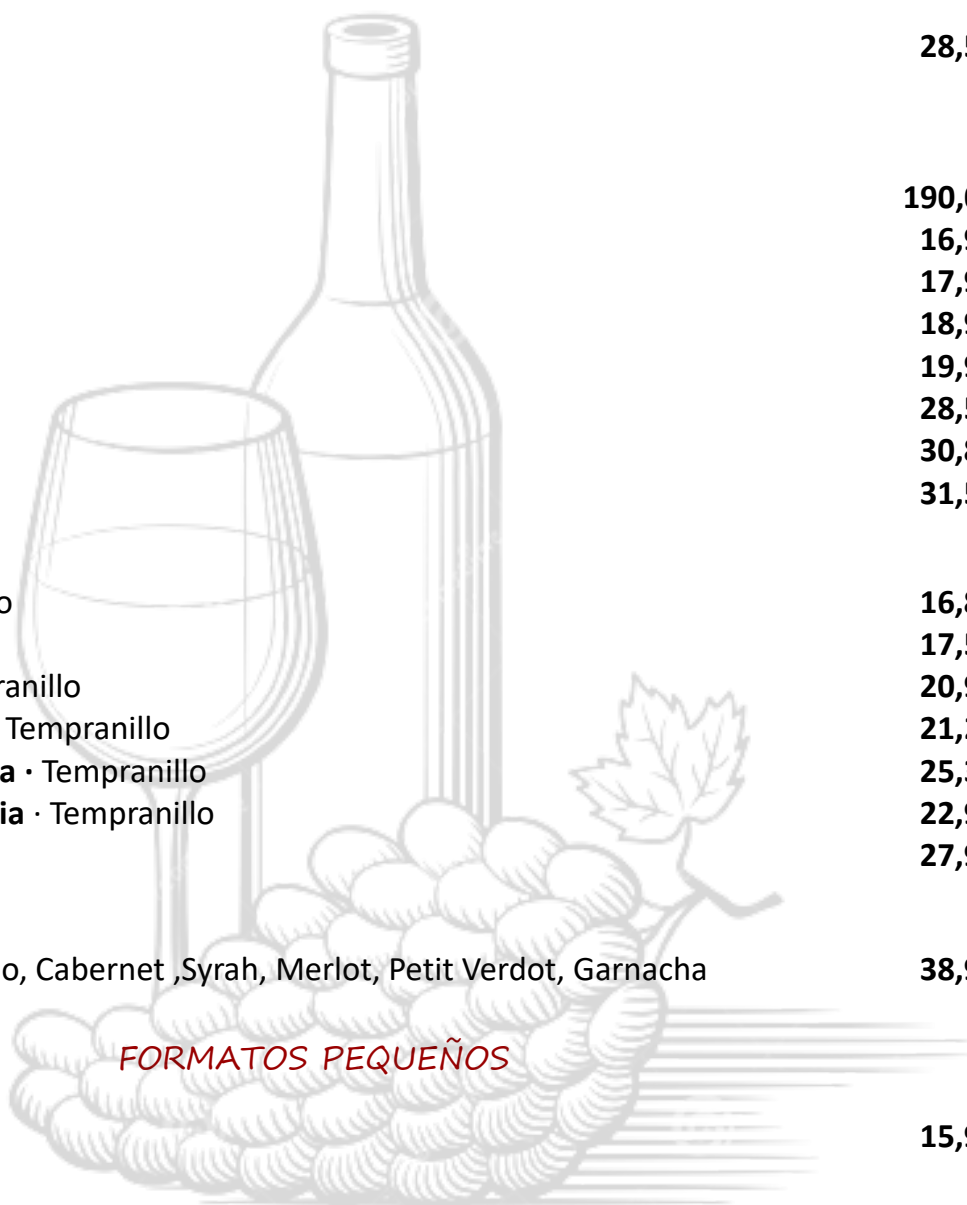 28,5
190,0
16,9
17,9
18,9
19,9
28,5
30,8
31,5
o 16,8
17,5
ranillo 20,9
Tempranillo 21,2
a · Tempranillo 25,3
ia · Tempranillo 22,9
27,9
o, Cabernet ,Syrah, Merlot, Petit Verdot, Garnacha 38,9
FORMATOS PEQUEÑOS
15,9